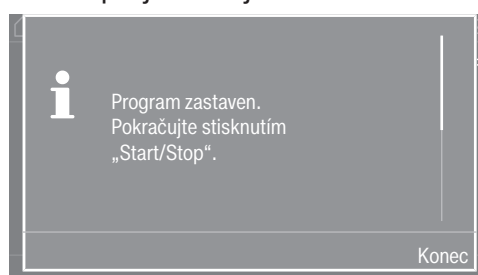 Program zastaven.
Pokračujte stisknutím
„Start/Stop“.
Konec